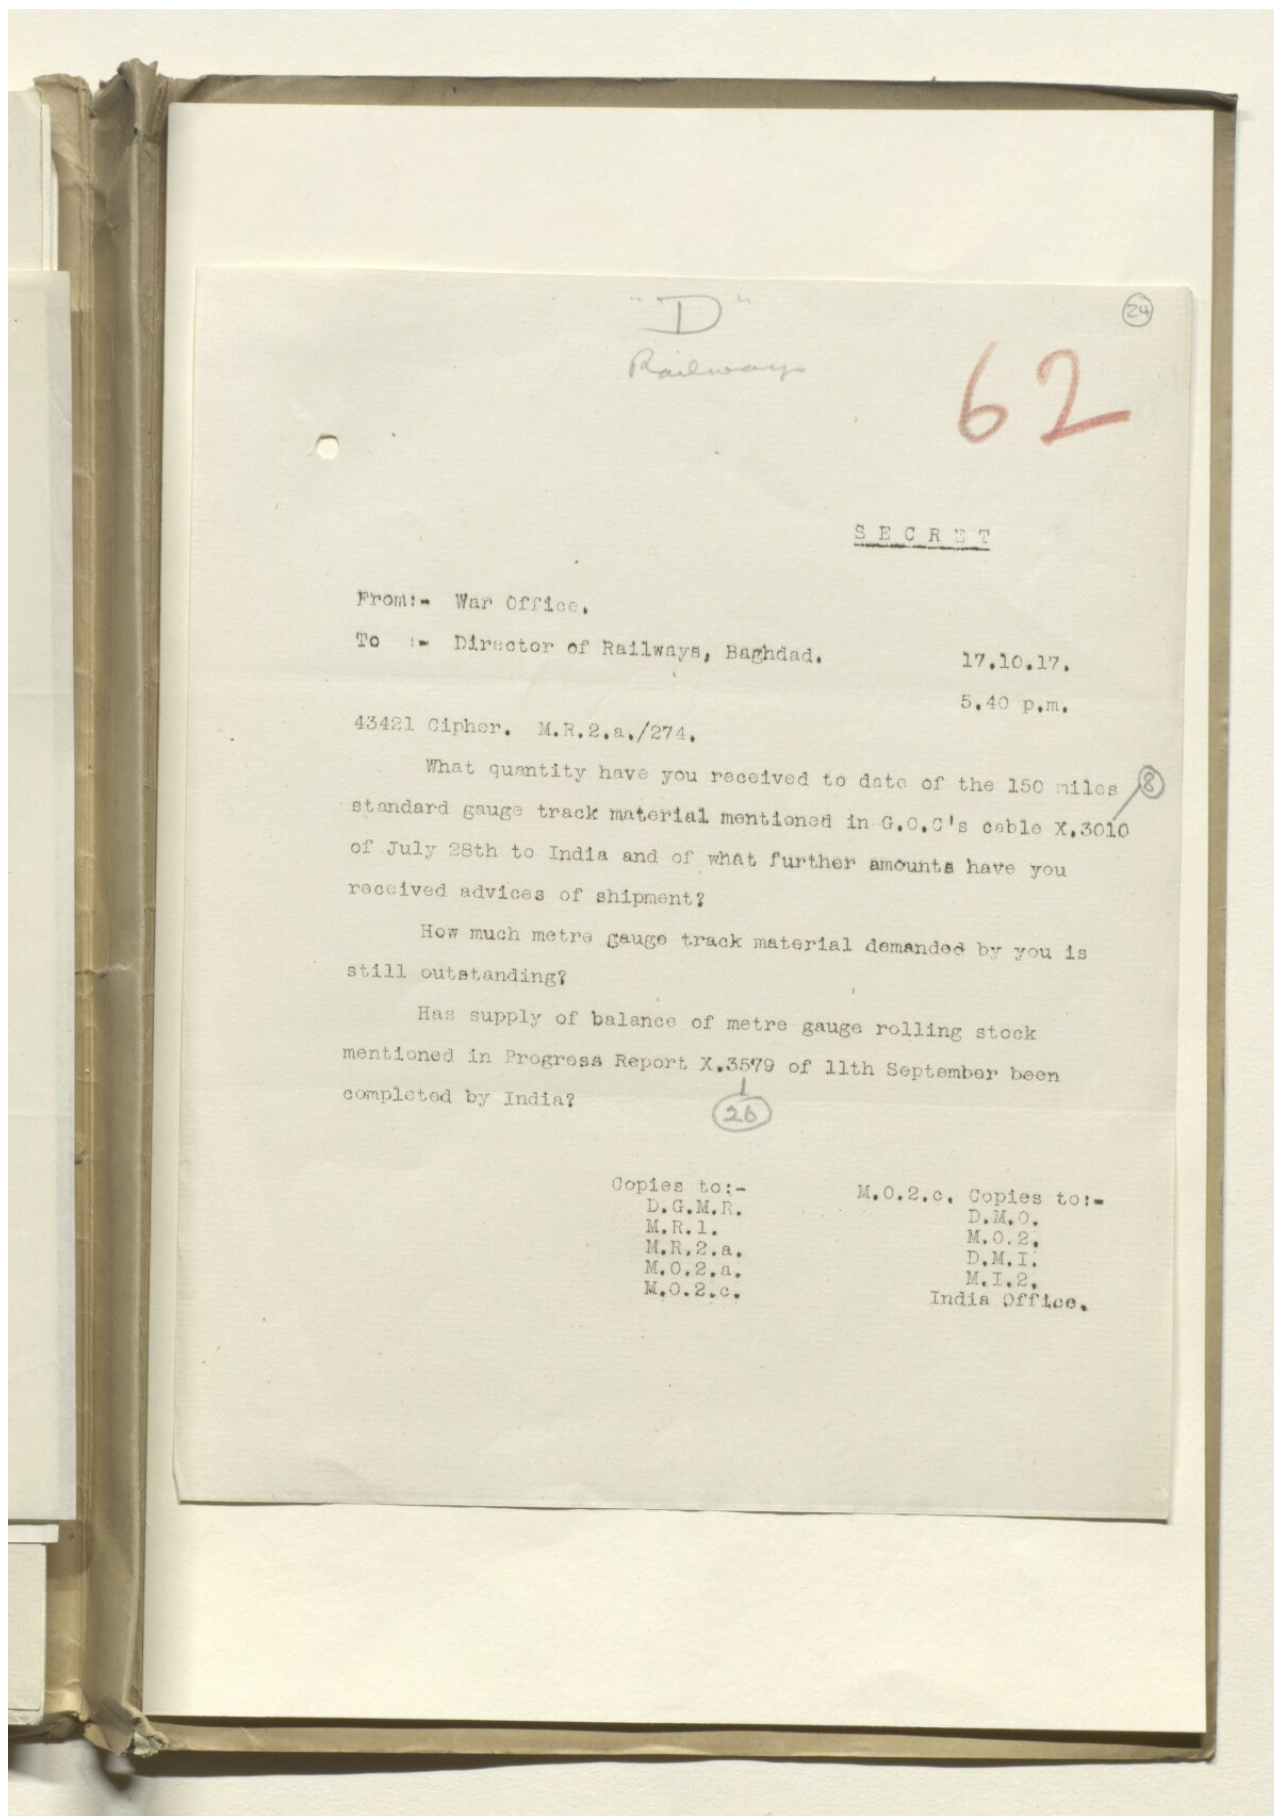 "D"
24
Railways
62
SECRET
From:- War Office.
To :- Director of Railways, Baghdad.
17.10.17.
5.40 p.m.
43421 Cipher. M.R.2.a./274.
What quantity have you received to date of the 150 miles 8
standard gauge track material mentioned in G.O.C's cable X.3010
of July 28th to India and of what further amounts have you
received advices of shipment?
How much metre gauge track material demanded by you is
still outstanding?
Has supply of balance of metre gauge rolling stock
mentioned in Progress Report X.3579 of 11th September been
completed by India?
26
Copies to:-
D.G.M.R.
M.R.1.
M.R.2.a.
M.O.2.a.
M.O.2.c.
M.O.2.c. Copies to:-
D.M.O.
M.O.2.
D.M.I.
M.I.2.
India Office.